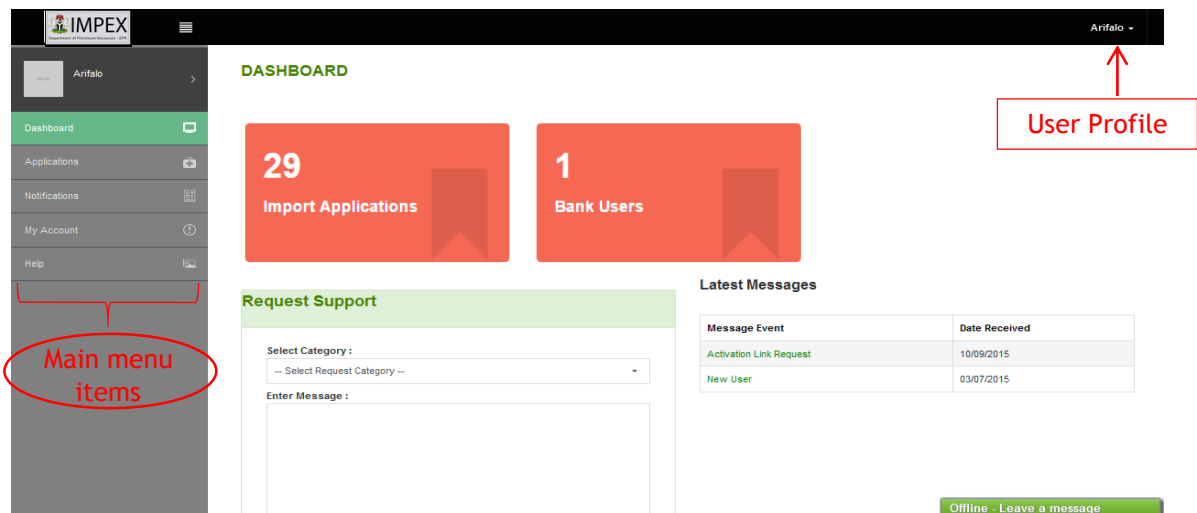 IMPEX
Department of Petroleum Resources - DPR
Arifalo
Arifalo
DASHBOARD
User Profile
Dashboard
Applications
Notifications
My Account
Help
29
Import Applications
1
Bank Users
Main menu
items
Request Support
Select Category :
-- Select Request Category --
Enter Message :
Latest Messages
Message Event Date Received
Activation Link Request 10/09/2015
New User 03/07/2015
Offline - Leave a message